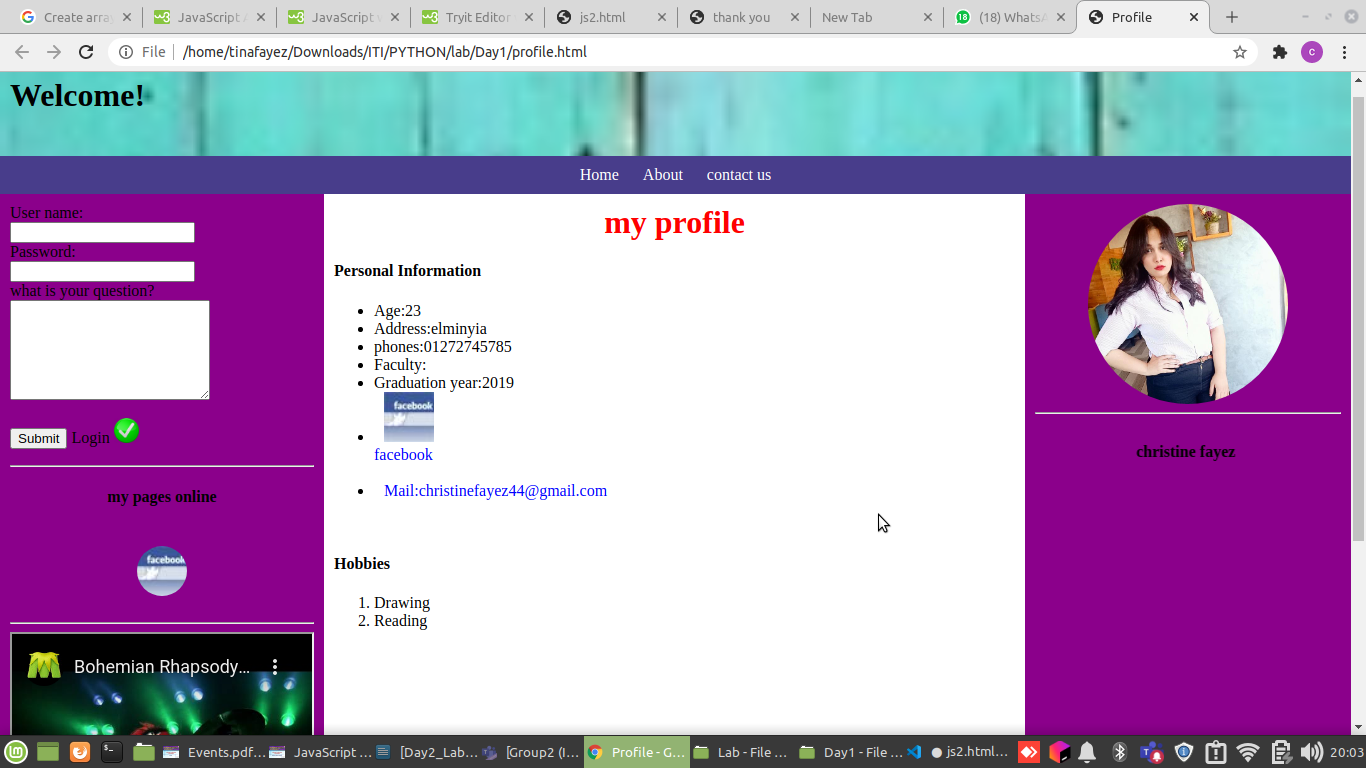 Create array
JavaScript A
JavaScript v
Tryit Editor
js2.html
thank you
New Tab
(18) WhatsA
Profile
File
/home/tinafayez/Downloads/ITI/PYTHON/lab/Day1/profile.html
c
Welcome!
Home About contact us
User name:
Password:
what is your question?
Submit Login
my pages online
facebook
Bohemian Rhapsody...
my profile
Personal Information
Age:23
Address:elminyia
phones:01272745785
Faculty:
Graduation year:2019
facebook
facebook
Mail:christinefayez44@gmail.com
Hobbies
1. Drawing
2. Reading
christine fayez
Events.pdf... JavaScript ... [Day2_Lab... [Group2 (I... Profile - G... Lab - File ... Day1 - File ... js2.html... 20:03